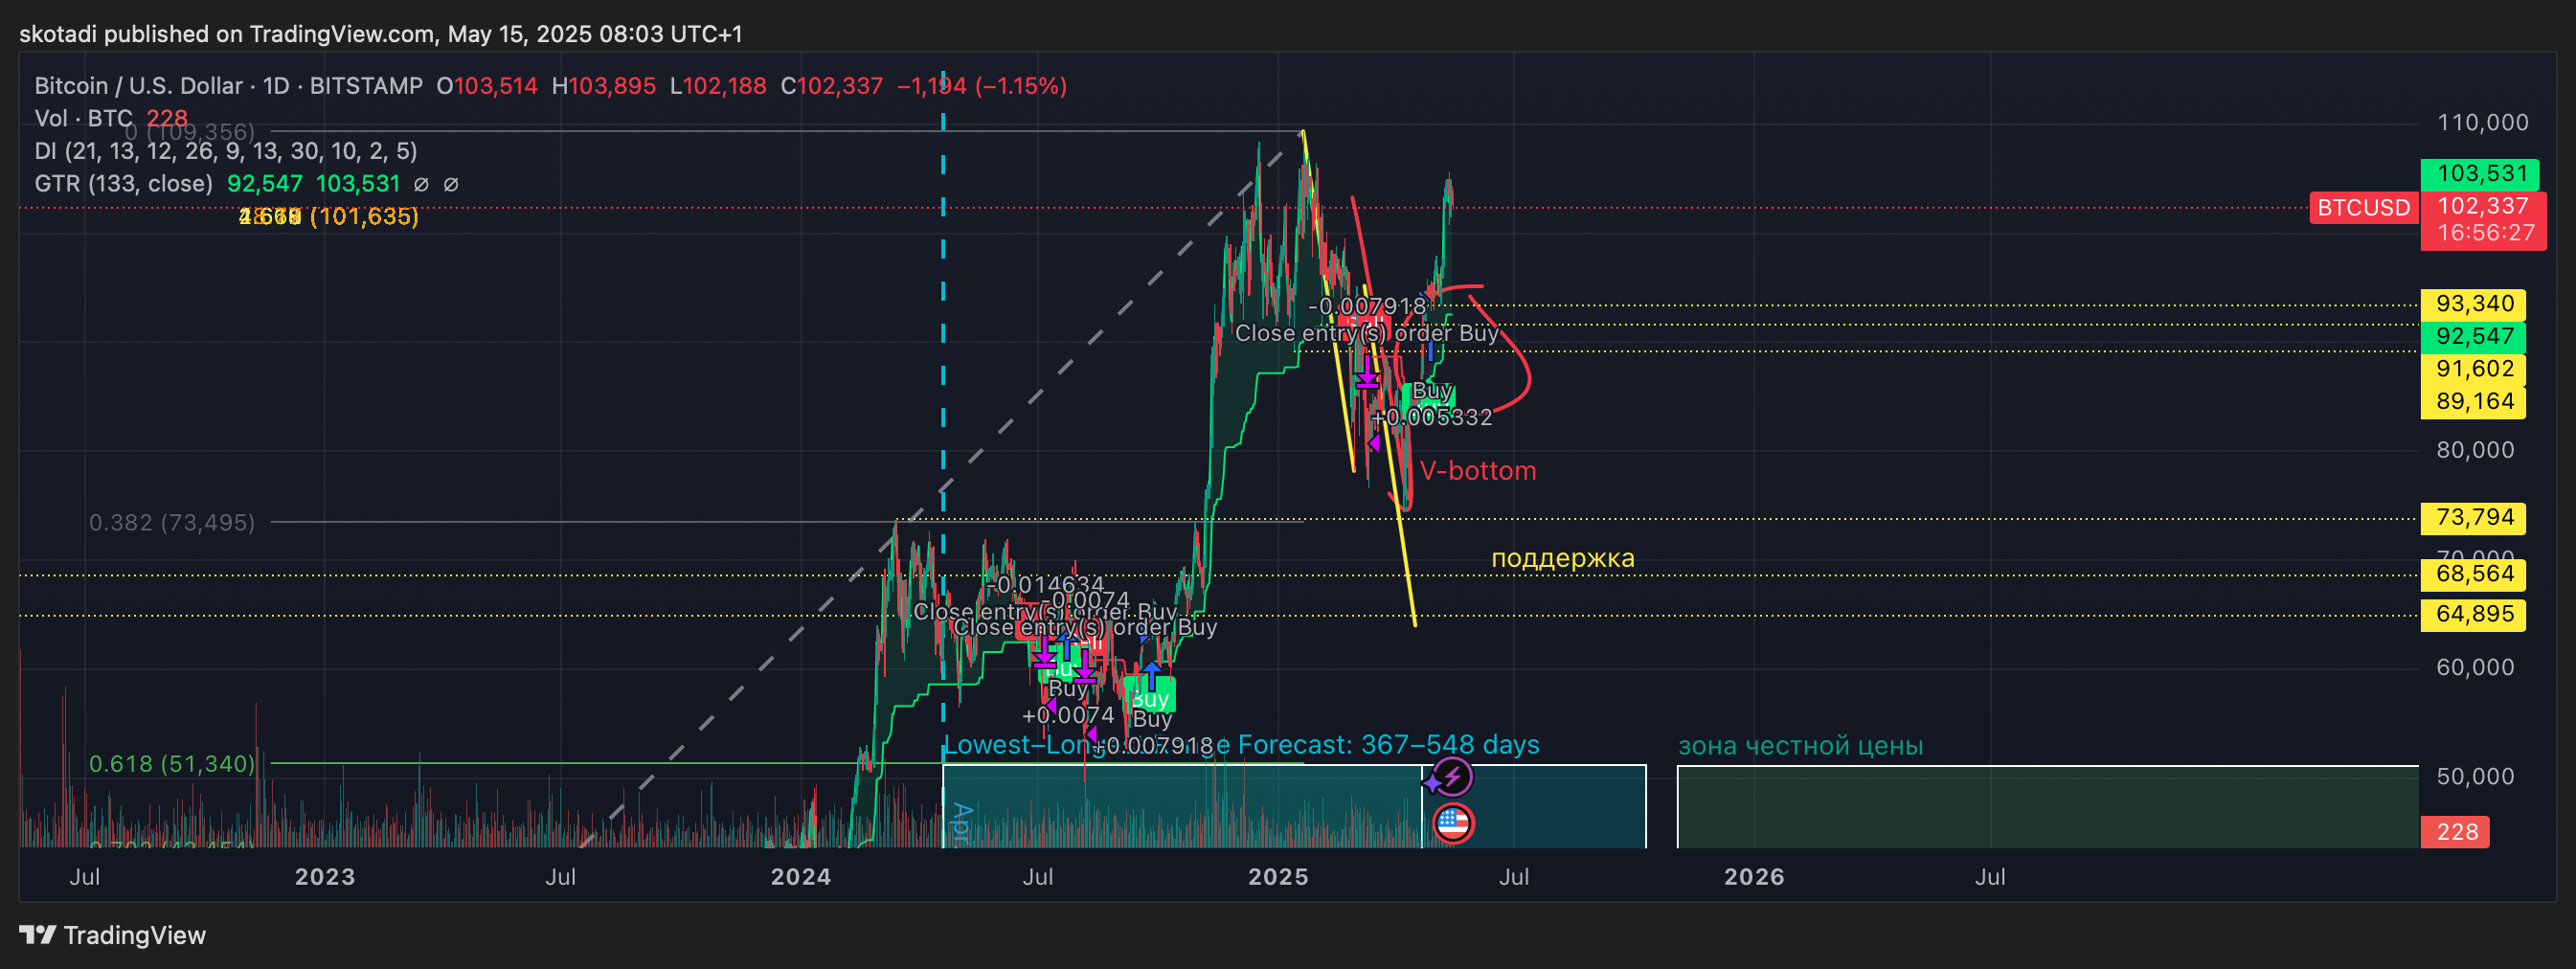 skotadi published on TradingView.com, May 15, 2025 08:03 UTC+1
Bitcoin / U.S. Dollar · 1D · BITSTAMP O103,514 H103,895 L102,188 C102,337 −1,194 (−1.15%)
Vol · BTC 228
0 (109,356)
DI (21, 13, 12, 26, 9, 13, 30, 10, 2, 5)
GTR (133, close) 92,547 103,531 ∅ ∅
(101,635)
110,000
103,531
BTCUSD 102,337
16:56:27
-0.007918
Close entry(s) order Buy
93,340
92,547
91,602
89,164
Buy
+0.005332
80,000
V-bottom
0.382 (73,495)
73,794
поддержка
70,000
68,564
64,895
-0.014634
-0.0074
Close entry(s) order Buy
Close entry(s) order Buy
60,000
Buy
Buy
+0.0074
Buy
+0.007918
Forecast: 367–548 days
зона честной цены
0.618 (51,340)
50,000
Apr
228
Jul 2023 Jul 2024 Jul 2025 Jul 2026 Jul
TradingView